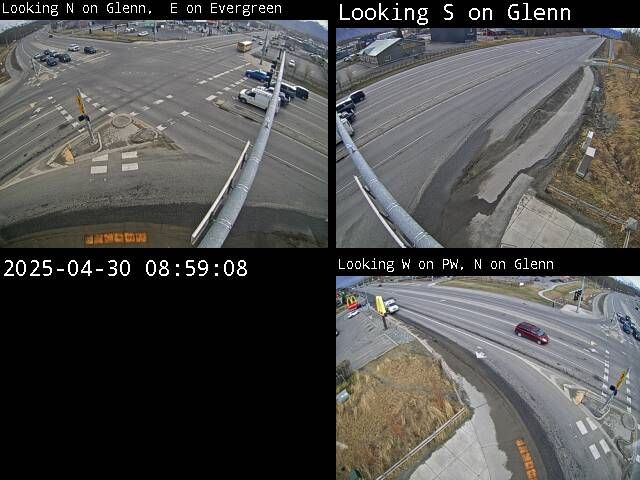 Looking N on Glenn,  E on Evergreen
Looking S on Glenn
2025-04-30 08:59:08
Looking W on PW, N on Glenn